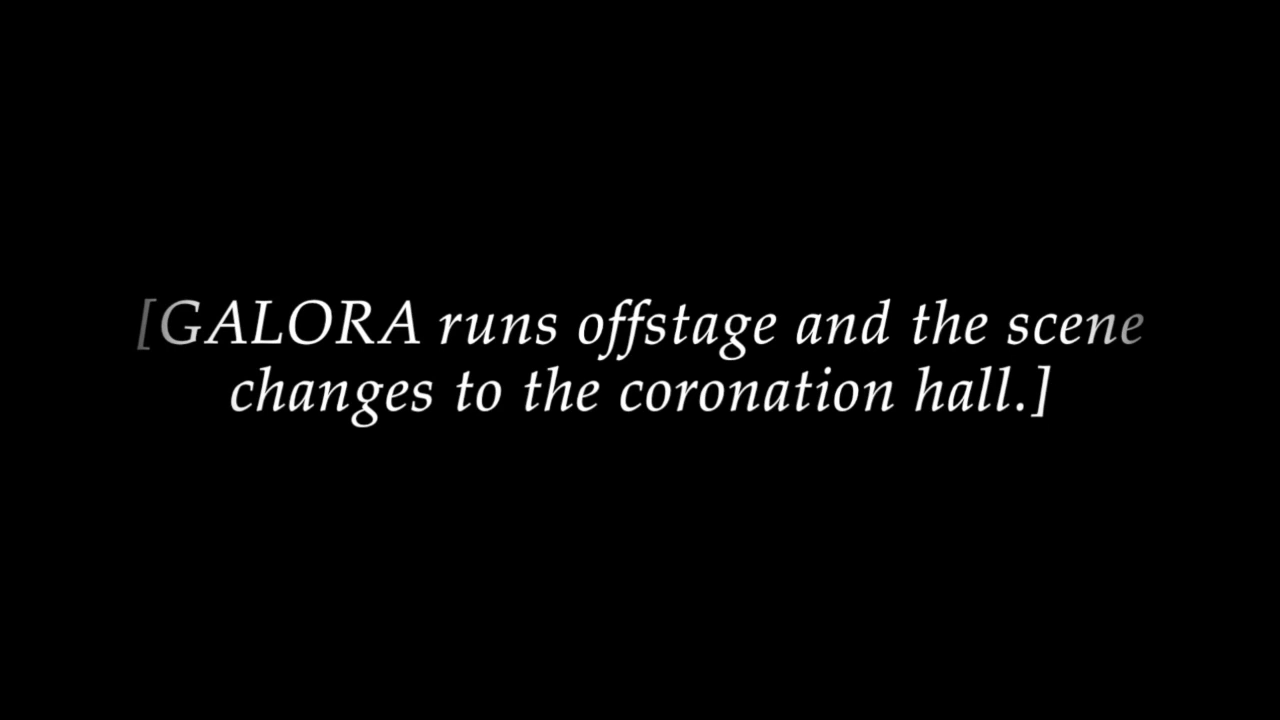 [GALORA runs offstage and the scene
changes to the coronation hall.]